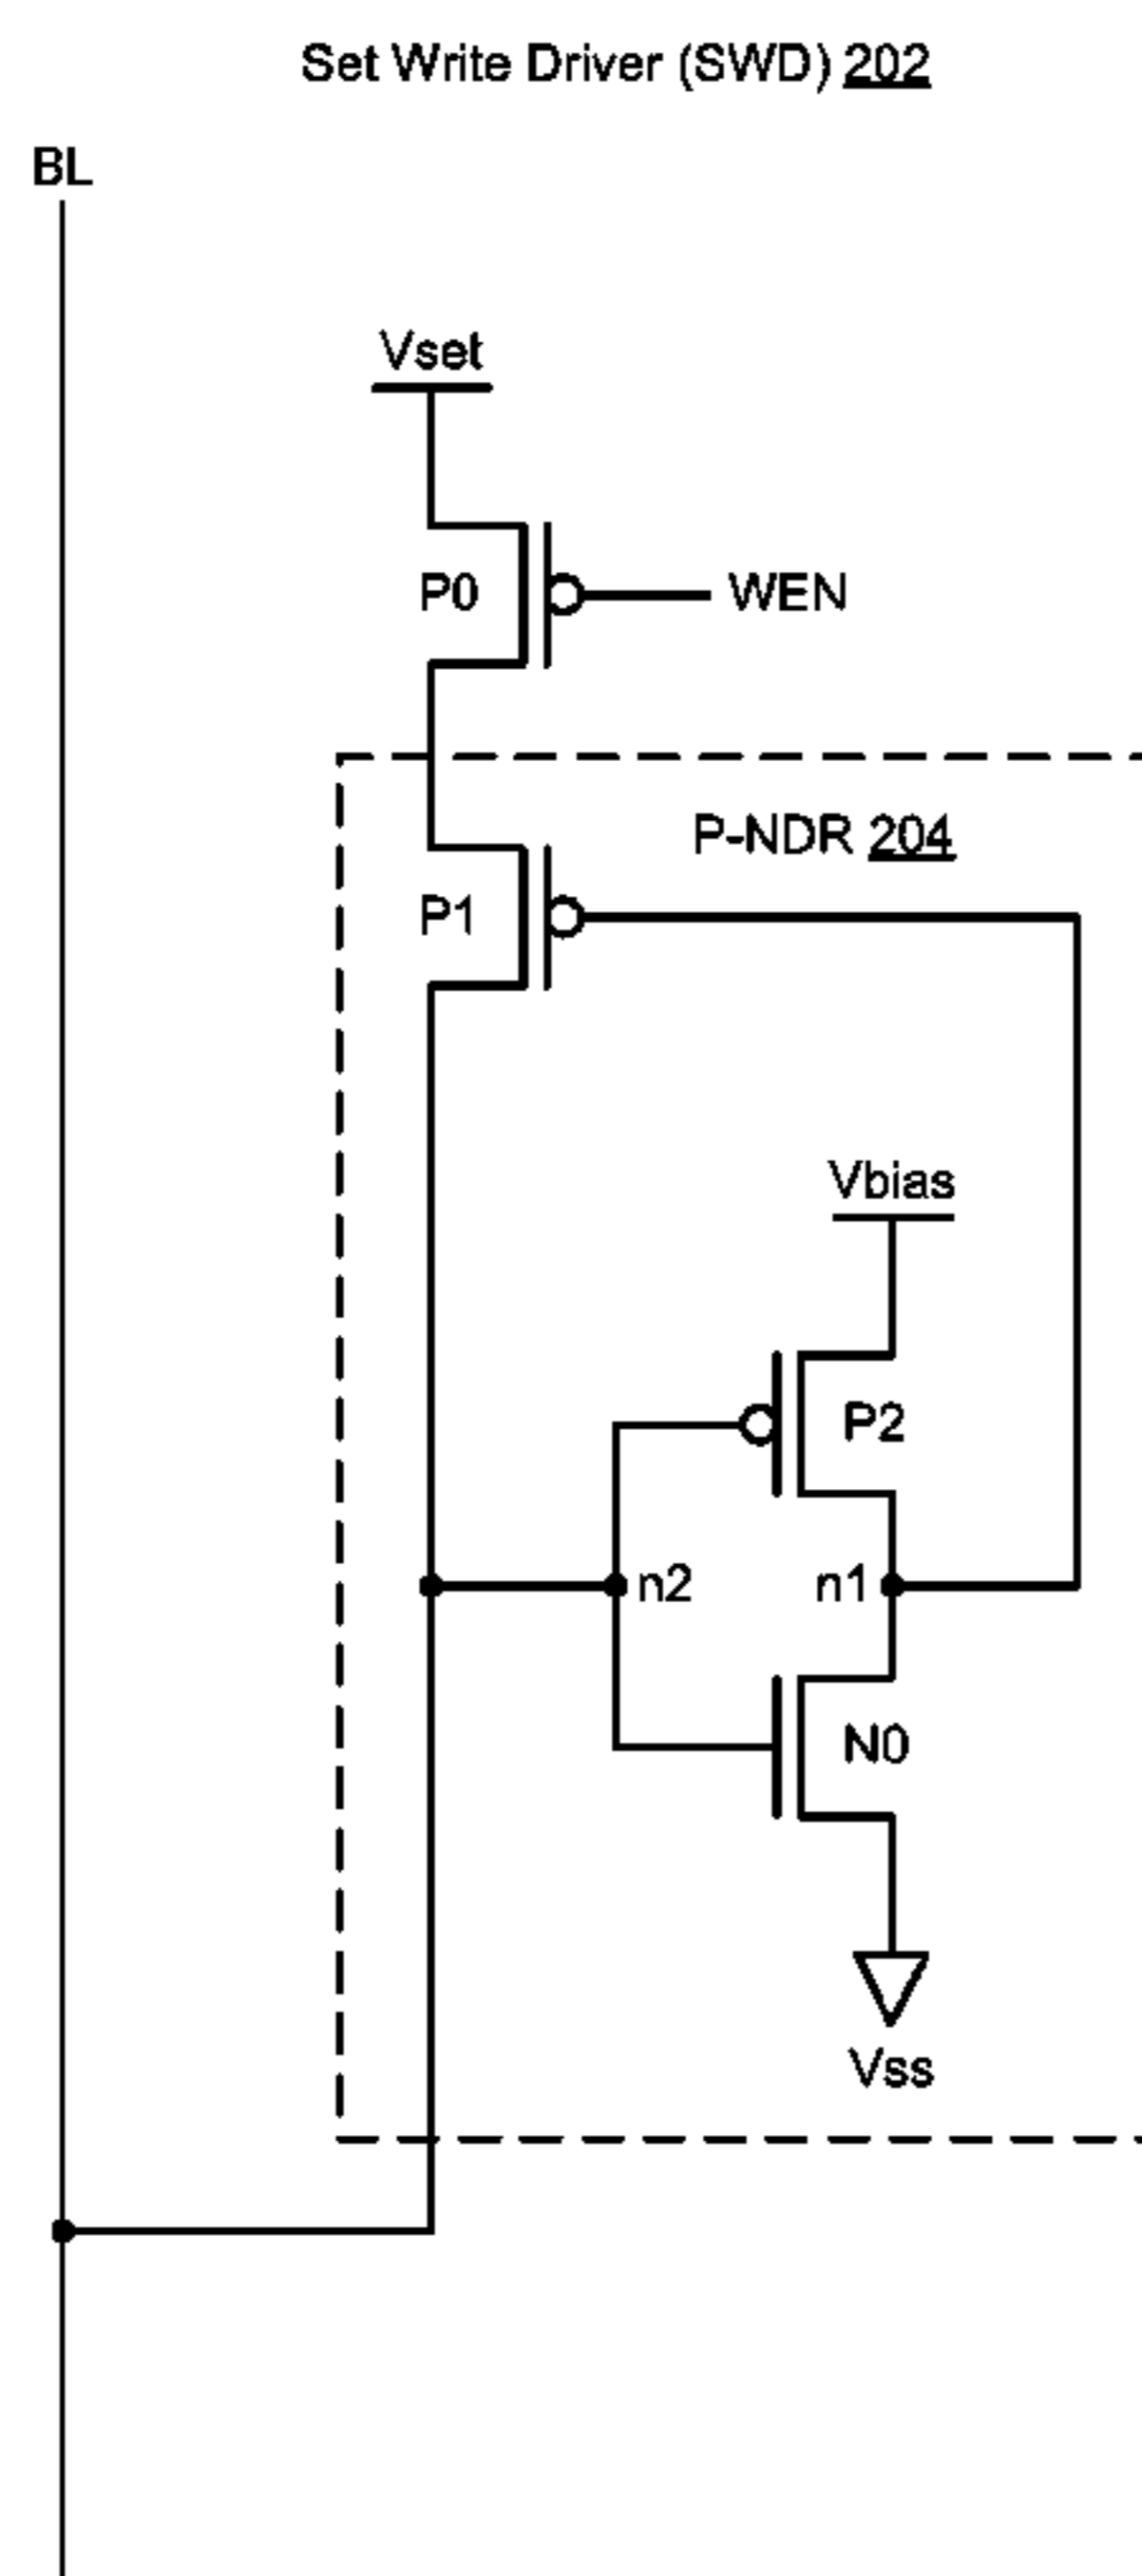 Set Write Driver (SWD) 202
BL
Vset
P0
WEN
P-NDR 204
P1
Vbias
P2
n2
n1
N0
Vss